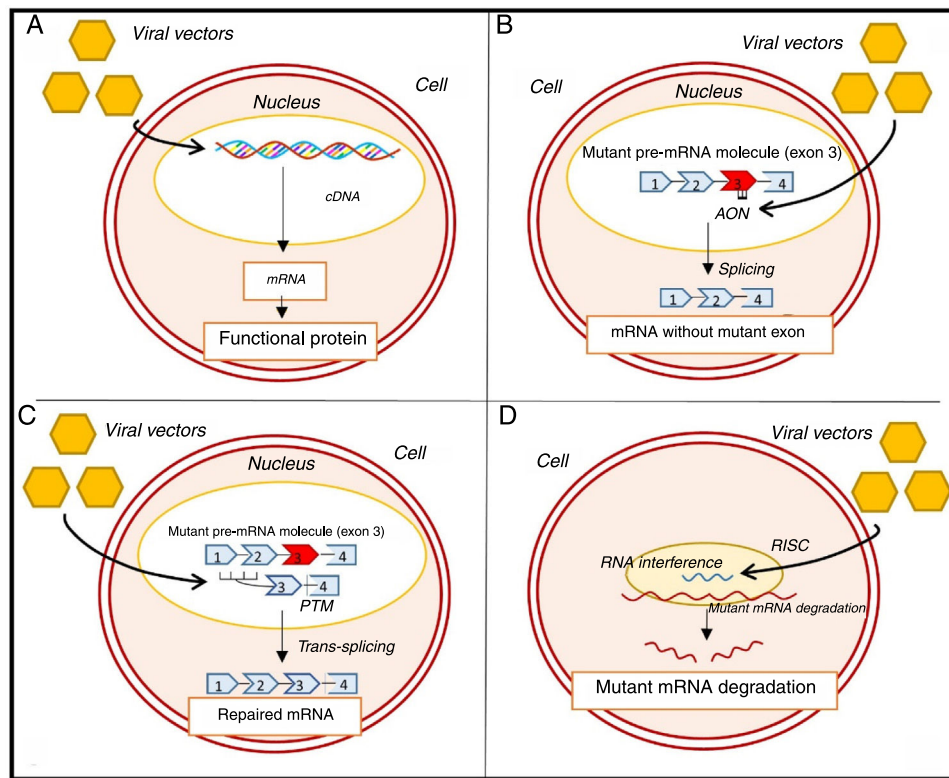 A
Viral vectors
Cell
Nucleus
cDNA
mRNA
Functional protein
B
Viral vectors
Cell
Nucleus
Mutant pre-mRNA molecule (exon 3)
1 2 3 4
AON
Splicing
1 2 4
mRNA without mutant exon
C
Viral vectors
Cell
Nucleus
Mutant pre-mRNA molecule (exon 3)
1 2 3 4
3 4
PTM
Trans-splicing
1 2 3 4
Repaired mRNA
D
Viral vectors
Cell
RISC
RNA interference
Mutant mRNA degradation
Mutant mRNA degradation